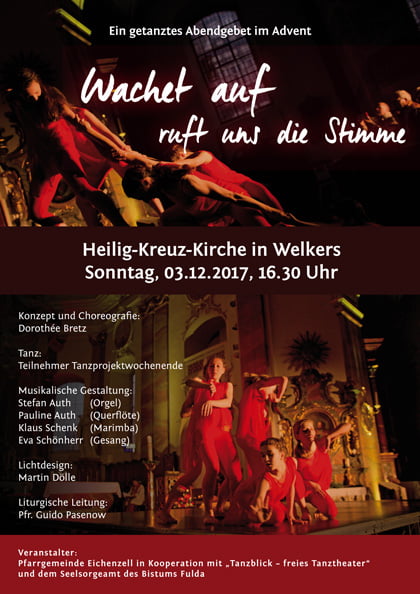 Ein getanztes Abendgebet im Advent
Wachet auf
ruft uns die Stimme
Heilig-Kreuz-Kirche in Welkers
Sonntag, 03.12.2017, 16.30 Uhr
Konzept und Choreografie:
Dorothée Bretz
Tanz:
Teilnehmer Tanzprojektwochenende
Musikalische Gestaltung:
Stefan Auth (Orgel)
Pauline Auth (Querflöte)
Klaus Schenk (Marimba)
Eva Schönherr (Gesang)
Lichtdesign:
Martin Dölle
Liturgische Leitung:
Pfr. Guido Pasenow
Veranstalter:
Pfarrgemeinde Eichenzell in Kooperation mit „Tanzblick – freies Tanztheater“
und dem Seelsorgeamt des Bistums Fulda